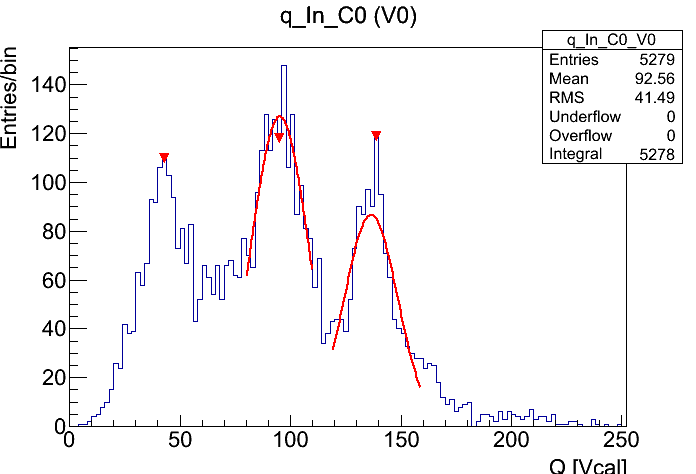 q_In_C0 (V0)
q_In_C0_V0
Entries 5279
Mean 92.56
RMS 41.49
Underflow 0
Overflow 0
Integral 5278
Entries/bin
140
120
100
80
60
40
20
0
0 50 100 150 200 250
Q [Vcal]